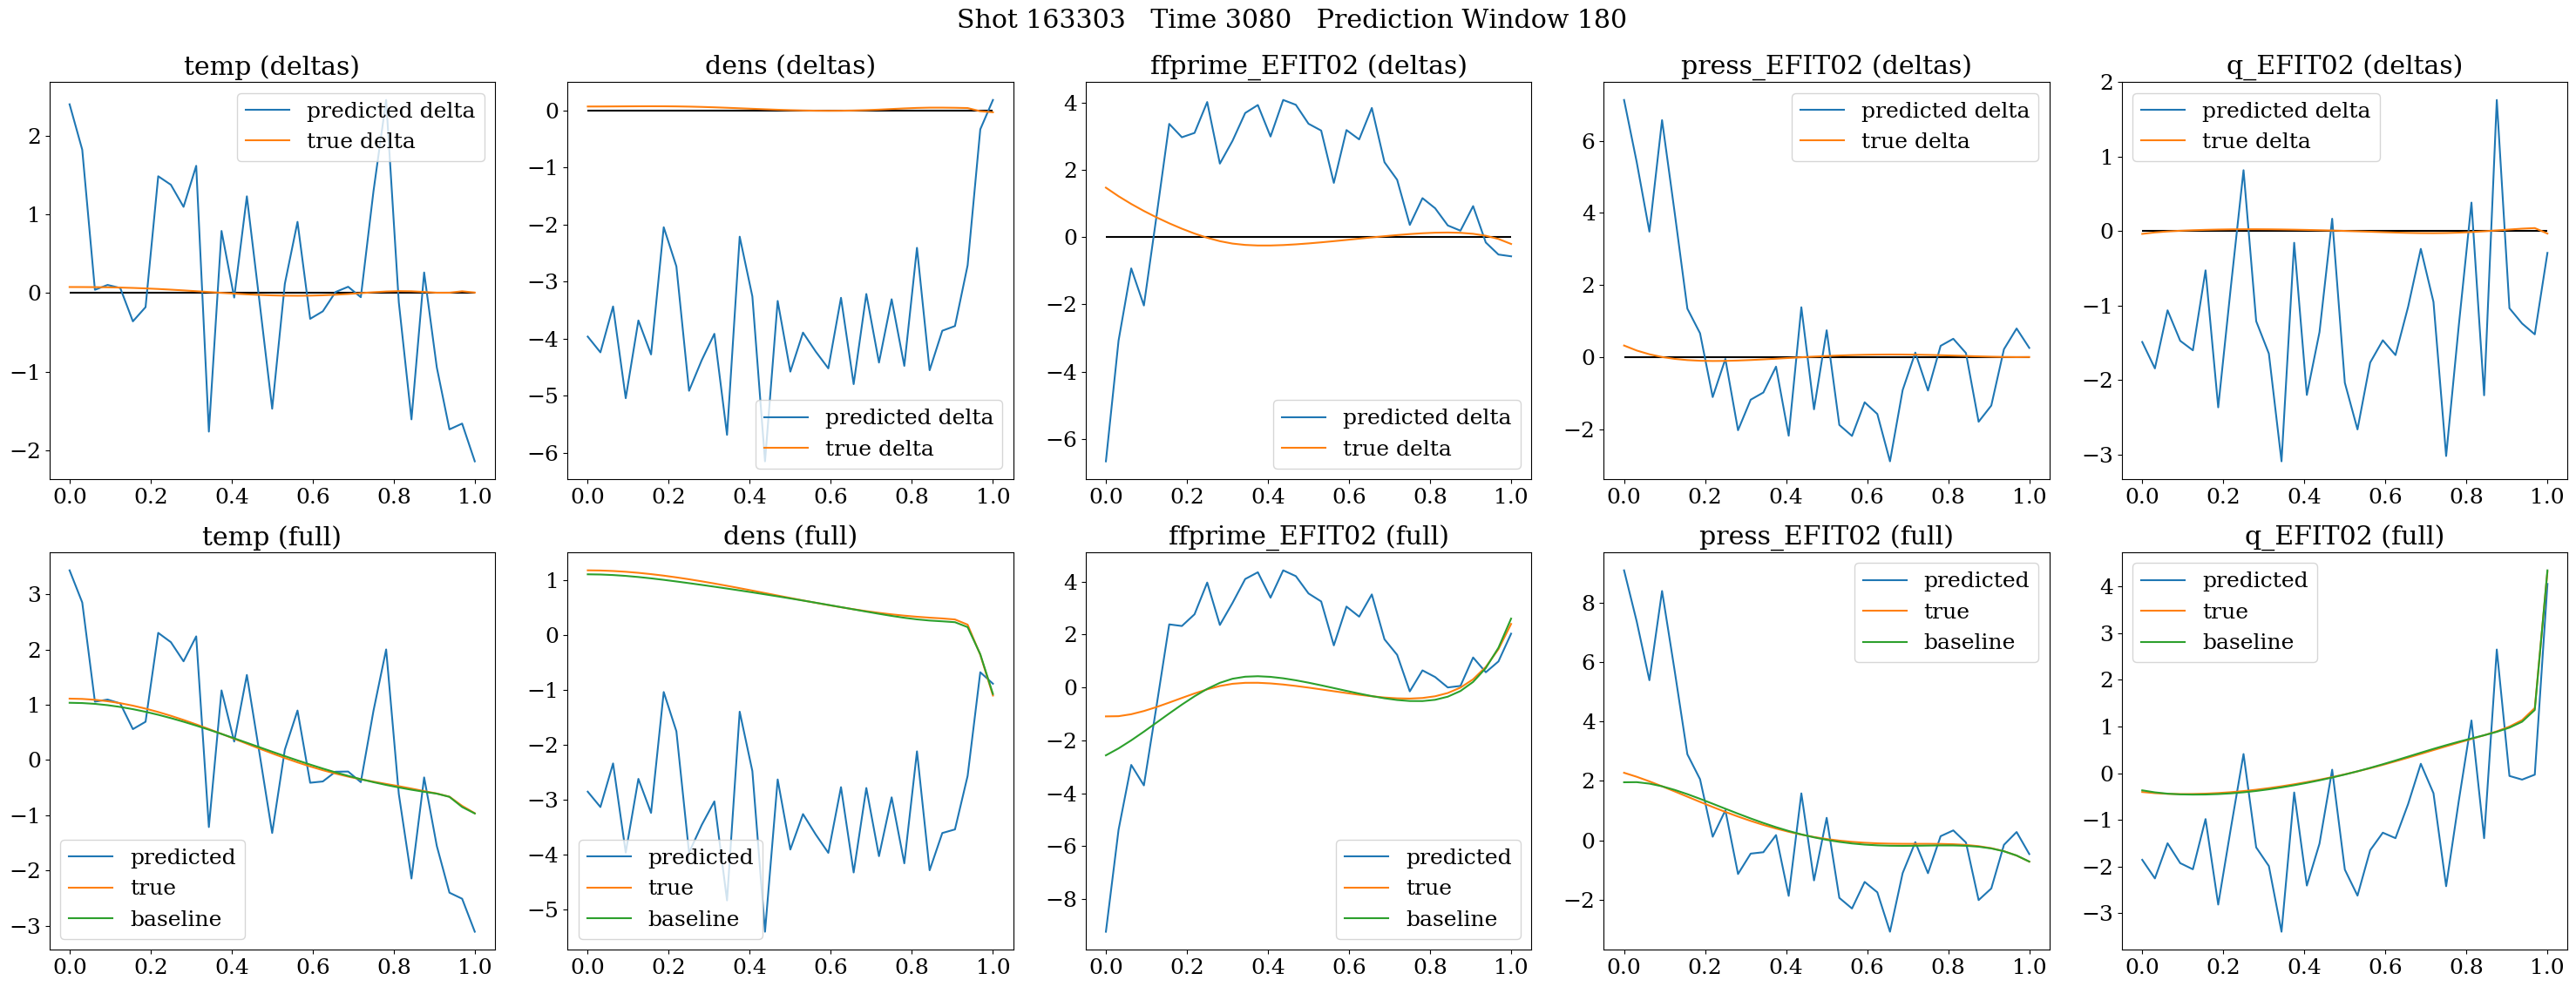 Shot 163303   Time 3080   Prediction Window 180
temp (deltas)
predicted delta
true delta
2
1
0
−1
−2
0.0 0.2 0.4 0.6 0.8 1.0
dens (deltas)
predicted delta
true delta
0
−1
−2
−3
−4
−5
−6
0.0 0.2 0.4 0.6 0.8 1.0
ffprime_EFIT02 (deltas)
predicted delta
true delta
4
2
0
−2
−4
−6
0.0 0.2 0.4 0.6 0.8 1.0
press_EFIT02 (deltas)
predicted delta
true delta
6
4
2
0
−2
0.0 0.2 0.4 0.6 0.8 1.0
q_EFIT02 (deltas)
predicted delta
true delta
2
1
0
−1
−2
−3
0.0 0.2 0.4 0.6 0.8 1.0
temp (full)
predicted
true
baseline
3
2
1
0
−1
−2
−3
0.0 0.2 0.4 0.6 0.8 1.0
dens (full)
predicted
true
baseline
1
0
−1
−2
−3
−4
−5
0.0 0.2 0.4 0.6 0.8 1.0
ffprime_EFIT02 (full)
predicted
true
baseline
4
2
0
−2
−4
−6
−8
0.0 0.2 0.4 0.6 0.8 1.0
press_EFIT02 (full)
predicted
true
baseline
8
6
4
2
0
−2
0.0 0.2 0.4 0.6 0.8 1.0
q_EFIT02 (full)
predicted
true
baseline
4
3
2
1
0
−1
−2
−3
0.0 0.2 0.4 0.6 0.8 1.0